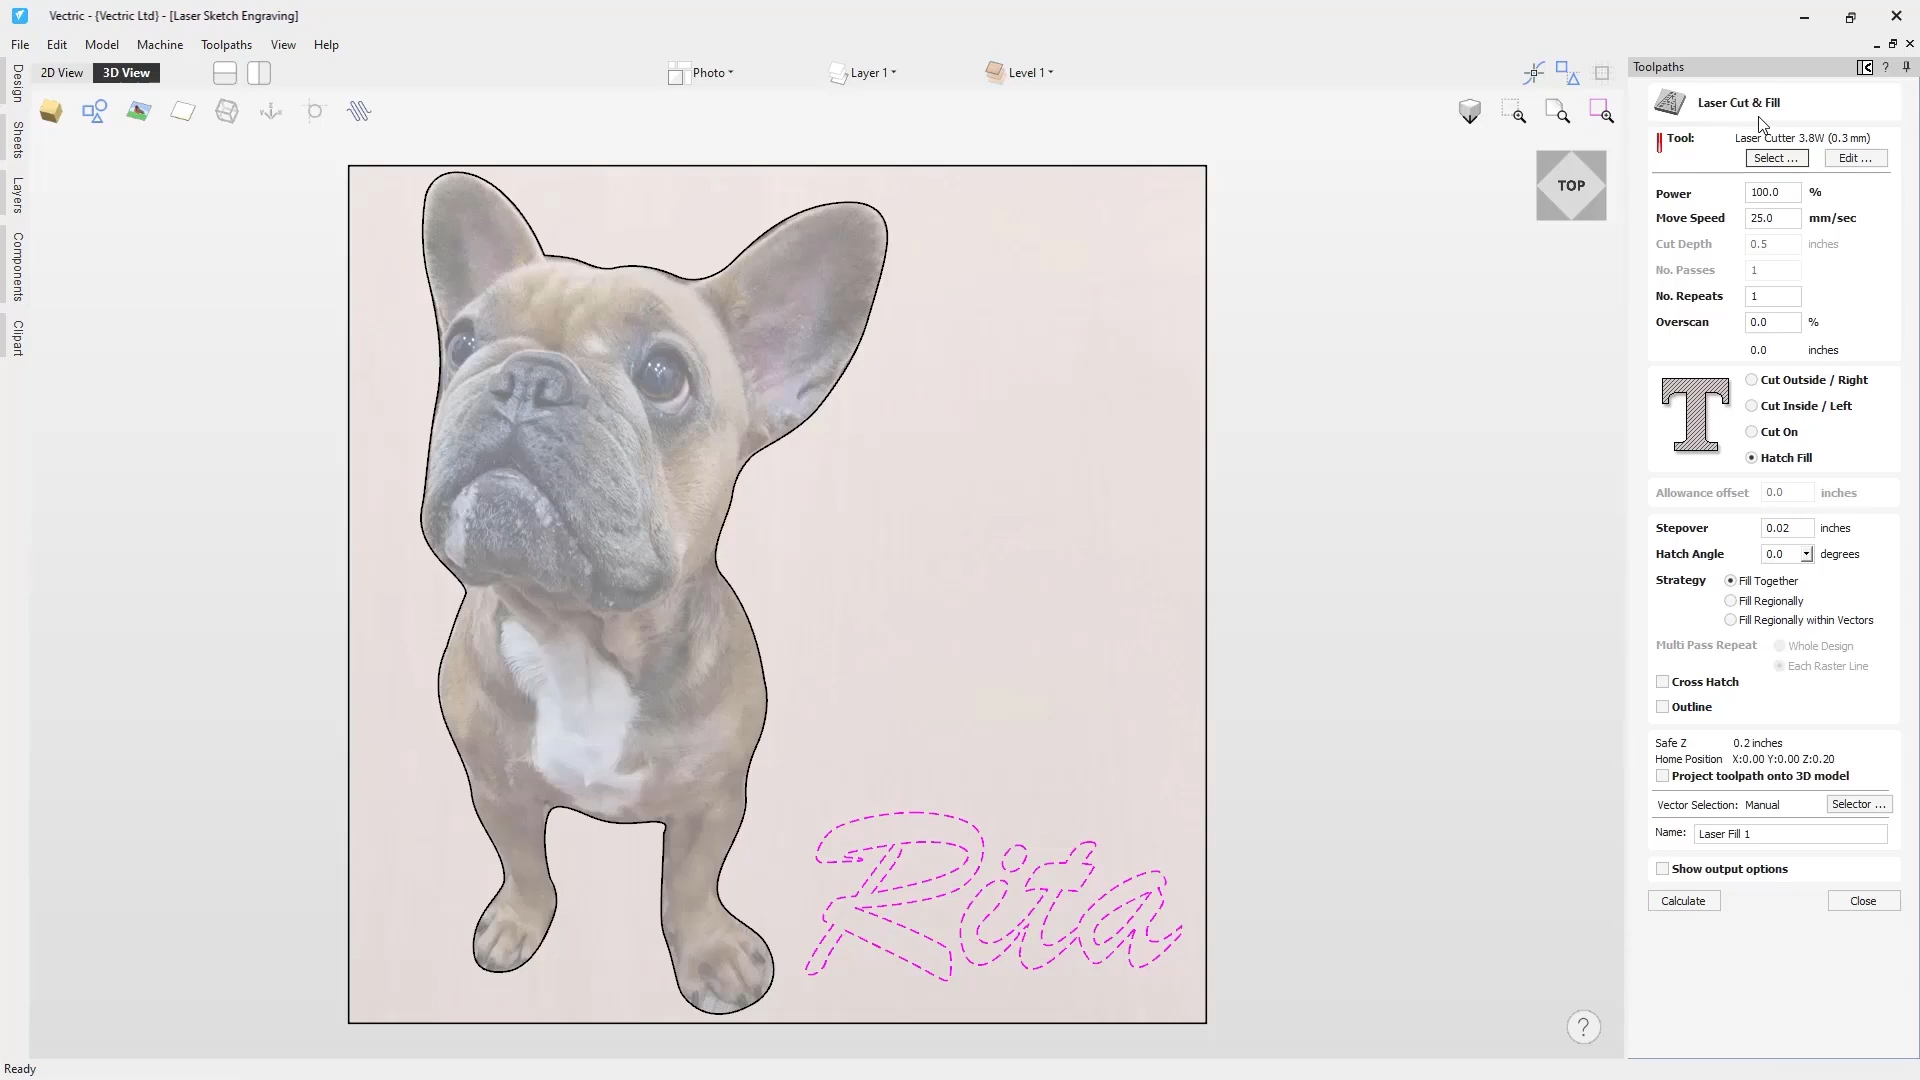 Vectric - {Vectric Ltd} - [Laser Sketch Engraving]
File Edit Model Machine Toolpaths View Help
2D View 3D View Photo Layer 1 Level 1
Design
Sheets
Layers
Components
Clipart
TOP
Rita
?
Ready
Toolpaths ?
Laser Cut & Fill
Tool: Laser Cutter 3.8W (0.3 mm)
Select ... Edit ...
Power 100.0 %
Move Speed 25.0 mm/sec
Cut Depth 0.5 inches
No. Passes 1
No. Repeats 1
Overscan 0.0 %
0.0 inches
T
Cut Outside / Right
Cut Inside / Left
Cut On
Hatch Fill
Allowance offset 0.0 inches
Stepover 0.02 inches
Hatch Angle 0.0 degrees
Strategy Fill Together
Fill Regionally
Fill Regionally within Vectors
Multi Pass Repeat Whole Design
Each Raster Line
Cross Hatch
Outline
Safe Z 0.2 inches
Home Position X:0.00 Y:0.00 Z:0.20
Project toolpath onto 3D model
Vector Selection: Manual Selector ...
Name: Laser Fill 1
Show output options
Calculate Close